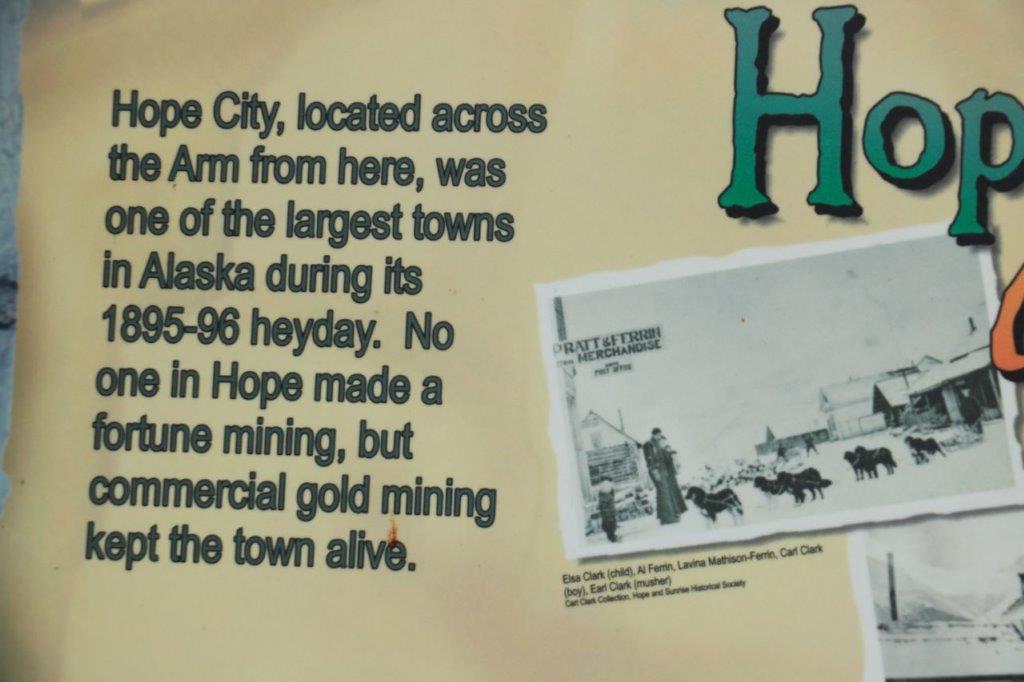 Hope City, located across
the Arm from here, was
one of the largest towns
in Alaska during its
1895-96 heyday.  No
one in Hope made a
fortune mining, but
commercial gold mining
kept the town alive.
Hop
PRATT & FERRIN
MERCHANDISE
POST OFFICE
Elsa Clark (child), Al Ferrin, Lavina Mathison-Ferrin, Carl Clark
(boy), Earl Clark (musher)
Carl Clark Collection, Hope and Sunrise Historical Society